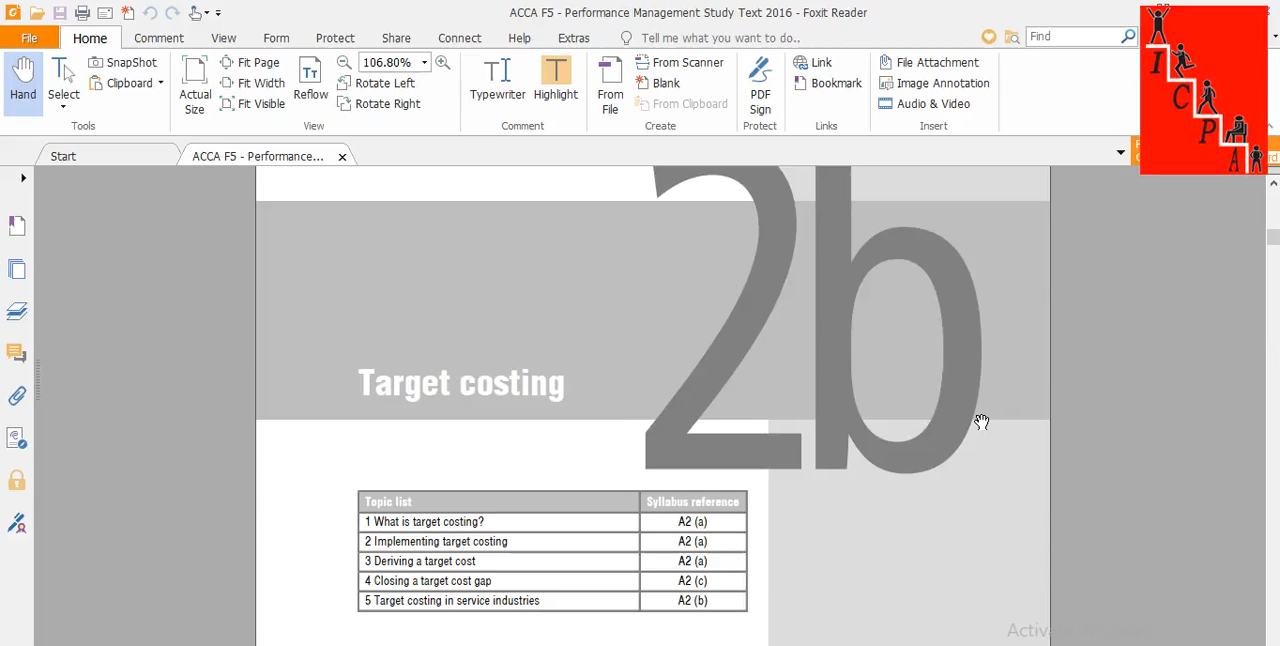 ACCA F5 - Performance Management Study Text 2016 - Foxit Reader
File Home Comment View Form Protect Share Connect Help Extras Tell me what you want to do.. Find
Hand
Select
SnapShot
Clipboard
Tools
Actual Size
Fit Page
Fit Width
Fit Visible
Reflow
106.80%
Rotate Left
Rotate Right
View
Typewriter
Highlight
Comment
From File
From Scanner
Blank
From Clipboard
Create
PDF Sign
Protect
Link
Bookmark
Links
File Attachment
Image Annotation
Audio & Video
Insert
I
C
P
A
Start
ACCA F5 - Performance...
2b
Target costing
Topic list Syllabus reference
1 What is target costing? A2 (a)
2 Implementing target costing A2 (a)
3 Deriving a target cost A2 (a)
4 Closing a target cost gap A2 (c)
5 Target costing in service industries A2 (b)